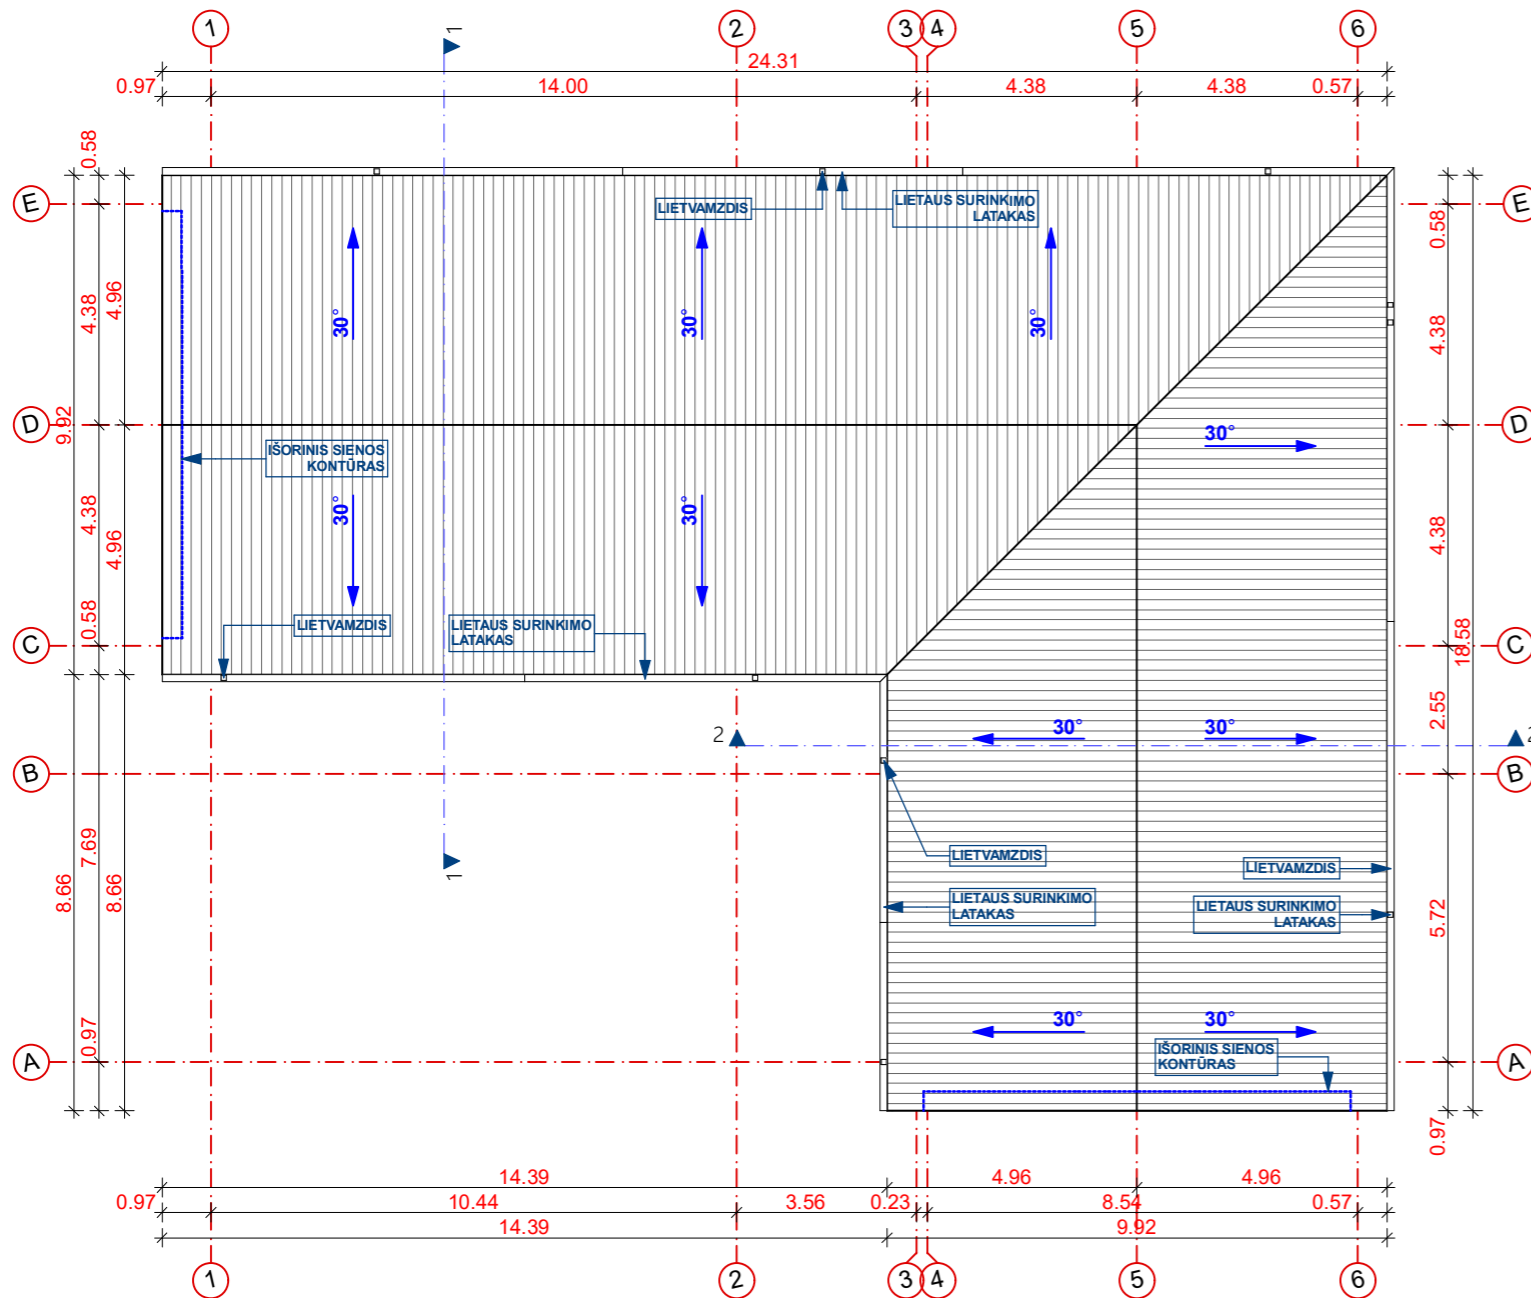 1
2
3
4
5
6
1
24.31
0.97
14.00
4.38
4.38
0.57
0.58
E
E
LIETVAMZDIS
LIETAUS SURINKIMO
LATAKAS
0.58
30°
30°
30°
4.38
4.96
4.38
D
D
9.92
30°
IŠORINIS SIENOS
KONTŪRAS
30°
30°
4.38
4.96
4.38
0.58
LIETVAMZDIS
LIETAUS SURINKIMO
LATAKAS
C
C
18.58
2.55
30°
30°
2
2
B
B
7.69
8.66
8.66
1
LIETVAMZDIS
LIETVAMZDIS
LIETAUS SURINKIMO
LATAKAS
LIETAUS SURINKIMO
LATAKAS
5.72
30°
30°
0.97
A
A
IŠORINIS SIENOS
KONTŪRAS
0.97
14.39
4.96
4.96
0.97
10.44
3.56
0.23
8.54
0.57
14.39
9.92
1
2
3
4
5
6